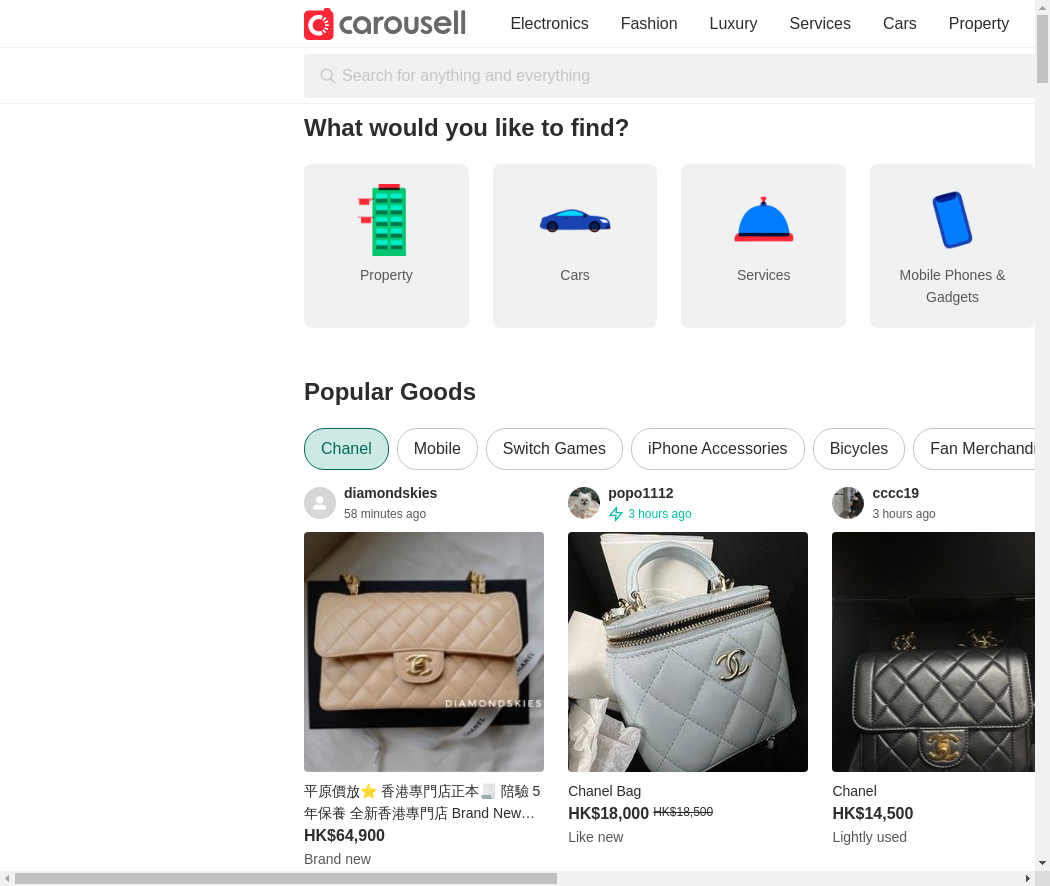 carousell
Electronics
Fashion
Luxury
Services
Cars
Property
Search for anything and everything
What would you like to find?
Property
Cars
Services
Mobile Phones &
Gadgets
Popular Goods
Chanel
Mobile
Switch Games
iPhone Accessories
Bicycles
Fan Merchandi
diamondskies
58 minutes ago
popo1112
3 hours ago
cccc19
3 hours ago
CHANEL
DIAMONDSKIES
CHANEL
平原價放⭐ 香港專門店正本🧾 陪驗 5
年保養 全新香港專門店 Brand New…
HK$64,900
Brand new
Chanel Bag
HK$18,000 HK$18,500
Like new
Chanel
HK$14,500
Lightly used